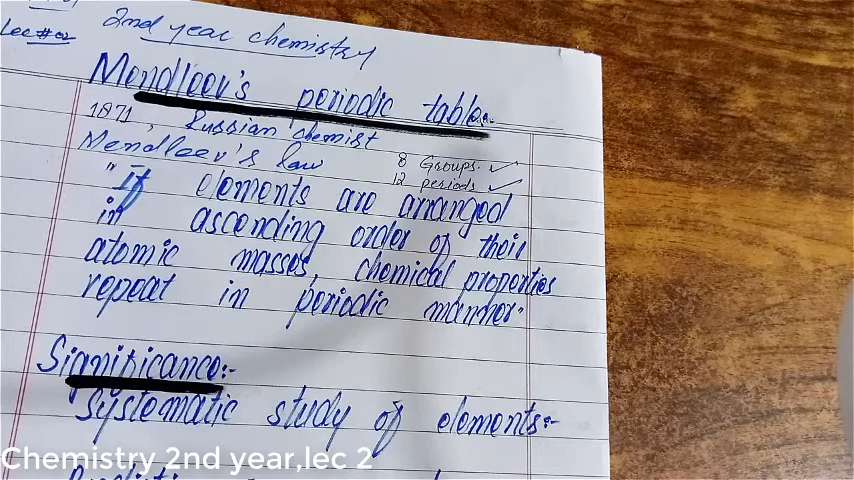 Lec # 02
2nd year chemistry
Mendleev's periodic table:-
1871, Russian chemist
Mendleev's law
8 Groups. ✓
12 periods ✓
"If elements are arranged
in ascending order of their
atomic masses, chemical properties
repeat in periodic manner.
Significance:-
Systematic study of elements:-
Chemistry 2nd year,lec 2